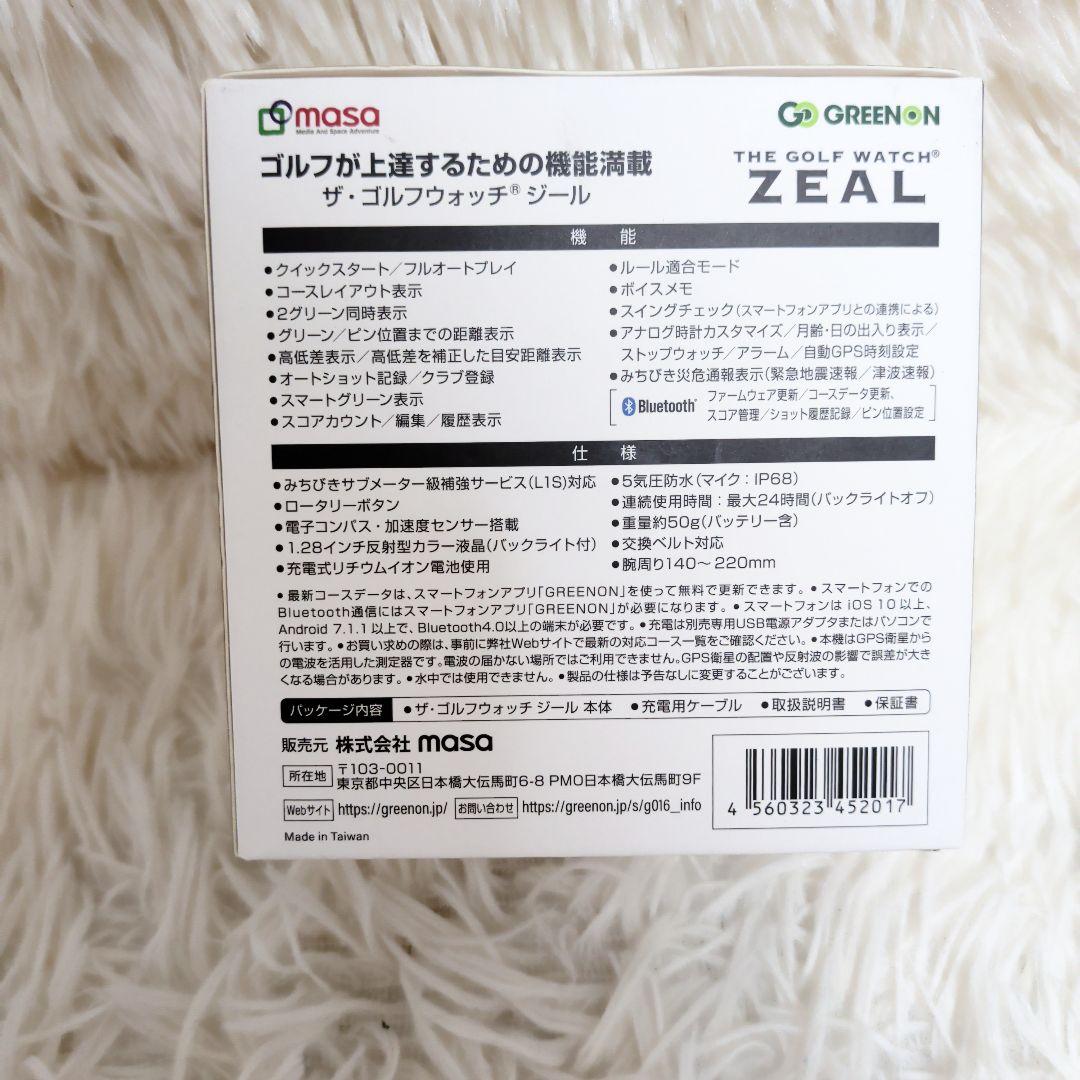 masa
Media And Space Adventure
GREENON
ゴルフが上達するための機能満載
ザ・ゴルフウォッチ® ジール
THE GOLF WATCH®
ZEAL
機 能
●クイックスタート／フルオートプレイ
●コースレイアウト表示
●2グリーン同時表示
●グリーン／ピン位置までの距離表示
●高低差表示／高低差を補正した目安距離表示
●オートショット記録／クラブ登録
●スマートグリーン表示
●スコアカウント／編集／履歴表示
●ルール適合モード
●ボイスメモ
●スイングチェック(スマートフォンアプリとの連携による)
●アナログ時計カスタマイズ／月齢・日の出入り表示／
ストップウォッチ／アラーム／自動GPS時刻設定
●みちびき災危通報表示(緊急地震速報／津波速報)
Bluetooth®
ファームウェア更新／コースデータ更新、
スコア管理／ショット履歴記録／ピン位置設定
仕 様
●みちびきサブメーター級補強サービス(L1S)対応
●ロータリーボタン
●電子コンパス・加速度センサー搭載
●1.28インチ反射型カラー液晶(バックライト付)
●充電式リチウムイオン電池使用
●5気圧防水(マイク：IP68)
●連続使用時間：最大24時間(バックライトオフ)
●重量約50g(バッテリー含)
●交換ベルト対応
●腕周り140～220mm
●最新コースデータは、スマートフォンアプリ「GREENON」を使って無料で更新できます。●スマートフォンでの
Bluetooth通信にはスマートフォンアプリ「GREENON」が必要になります。●スマートフォンは iOS 10 以上、
Android 7.1.1 以上で、Bluetooth4.0以上の端末が必要です。●充電は別売専用USB電源アダプタまたはパソコンで
行います。●お買い求めの際は、事前に弊社Webサイトで最新の対応コース一覧をご確認ください。●本機はGPS衛星から
の電波を活用した測定器です。電波の届かない場所ではご利用できません。GPS衛星の配置や反射波の影響で誤差が大き
くなる場合があります。●水中では使用できません。●製品の仕様は予告なしに変更することがございます。
パッケージ内容 ●ザ・ゴルフウォッチ ジール 本体 ●充電用ケーブル ●取扱説明書 ●保証書
販売元 株式会社 masa
所在地 〒103-0011
東京都中央区日本橋大伝馬町6-8 PMO日本橋大伝馬町9F
Webサイト https://greenon.jp/ お問い合わせ https://greenon.jp/s/g016_info
Made in Taiwan
4 560323 452017